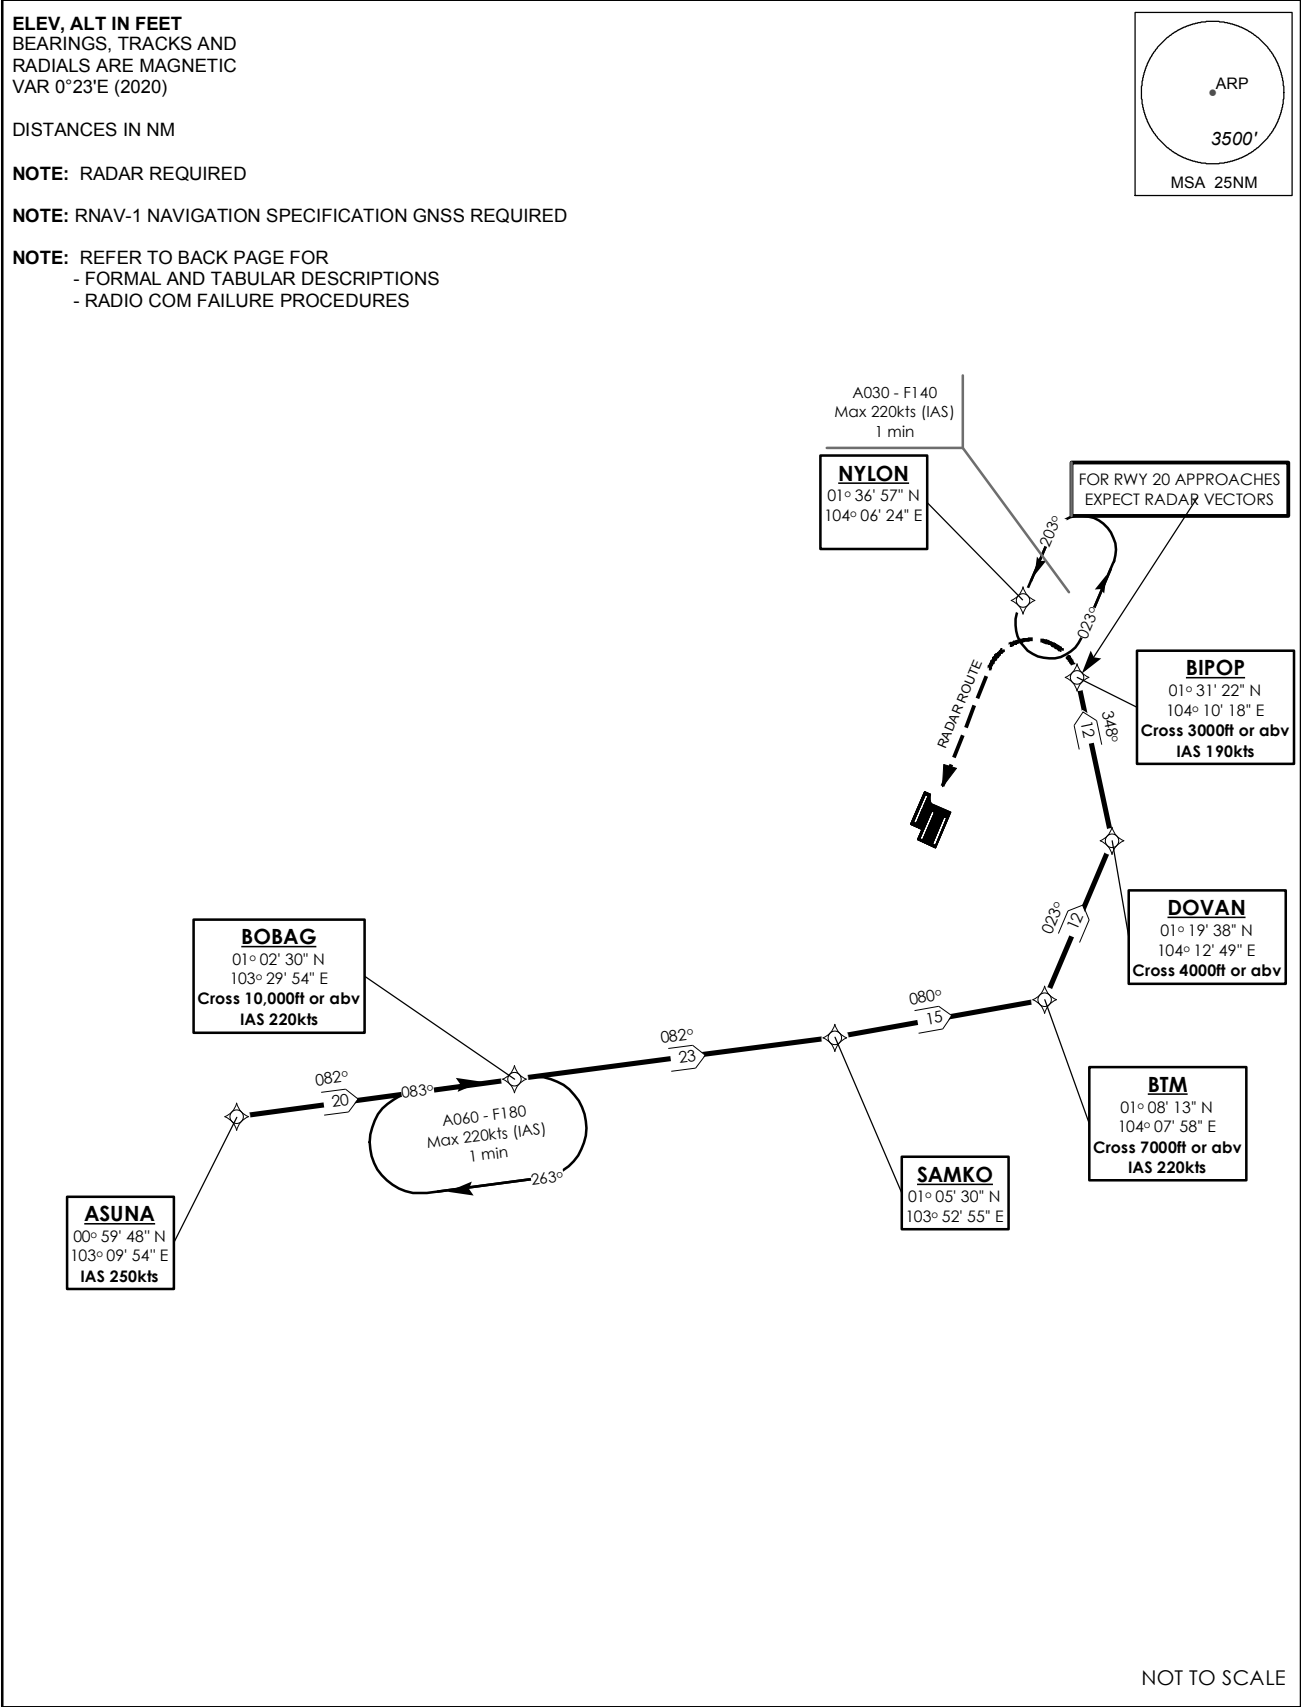 ELEV, ALT IN FEET
BEARINGS, TRACKS AND
RADIALS ARE MAGNETIC
VAR 0°23'E (2020)
DISTANCES IN NM
NOTE: RADAR REQUIRED
NOTE: RNAV-1 NAVIGATION SPECIFICATION GNSS REQUIRED
NOTE: REFER TO BACK PAGE FOR
- FORMAL AND TABULAR DESCRIPTIONS
- RADIO COM FAILURE PROCEDURES
ARP
3500'
MSA 25NM
A030 - F140
Max 220kts (IAS)
1 min
NYLON
01° 36' 57" N
104° 06' 24" E
FOR RWY 20 APPROACHES
EXPECT RADAR VECTORS
203°
023°
RADAR ROUTE
BIPOP
01° 31' 22" N
104° 10' 18" E
Cross 3000ft or abv
IAS 190kts
348°
12
DOVAN
01° 19' 38" N
104° 12' 49" E
Cross 4000ft or abv
023°
12
BOBAG
01° 02' 30" N
103° 29' 54" E
Cross 10,000ft or abv
IAS 220kts
080°
15
082°
23
082°
20
083°
A060 - F180
Max 220kts (IAS)
1 min
263°
BTM
01° 08' 13" N
104° 07' 58" E
Cross 7000ft or abv
IAS 220kts
SAMKO
01° 05' 30" N
103° 52' 55" E
ASUNA
00° 59' 48" N
103° 09' 54" E
IAS 250kts
NOT TO SCALE